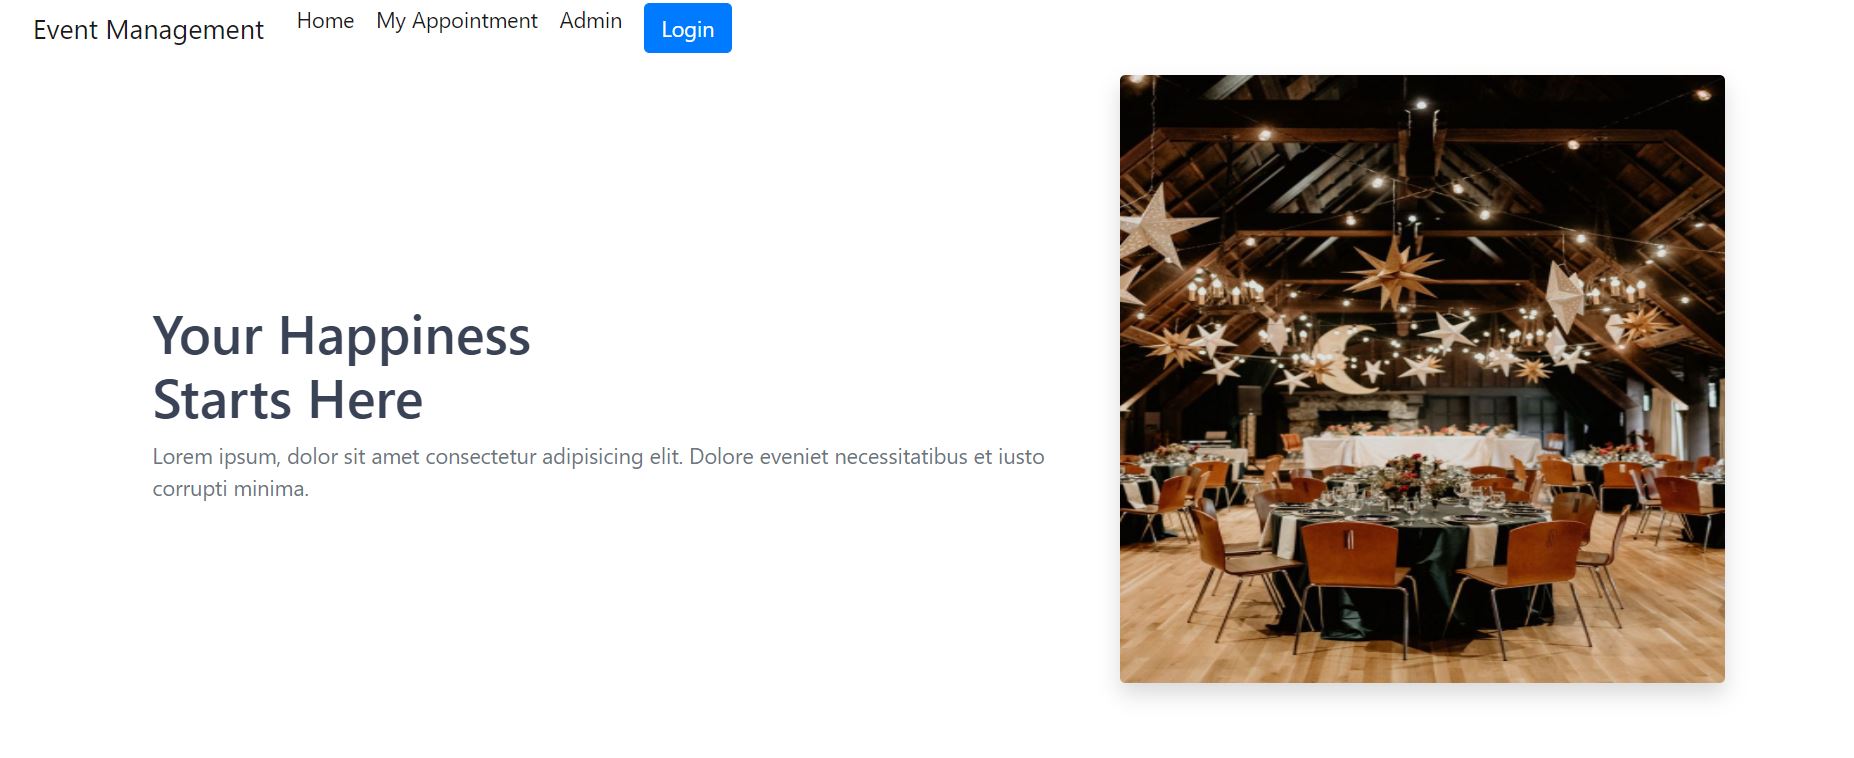 Event Management Home My Appointment Admin Login
Your Happiness
Starts Here
Lorem ipsum, dolor sit amet consectetur adipisicing elit. Dolore eveniet necessitatibus et iusto
corrupti minima.